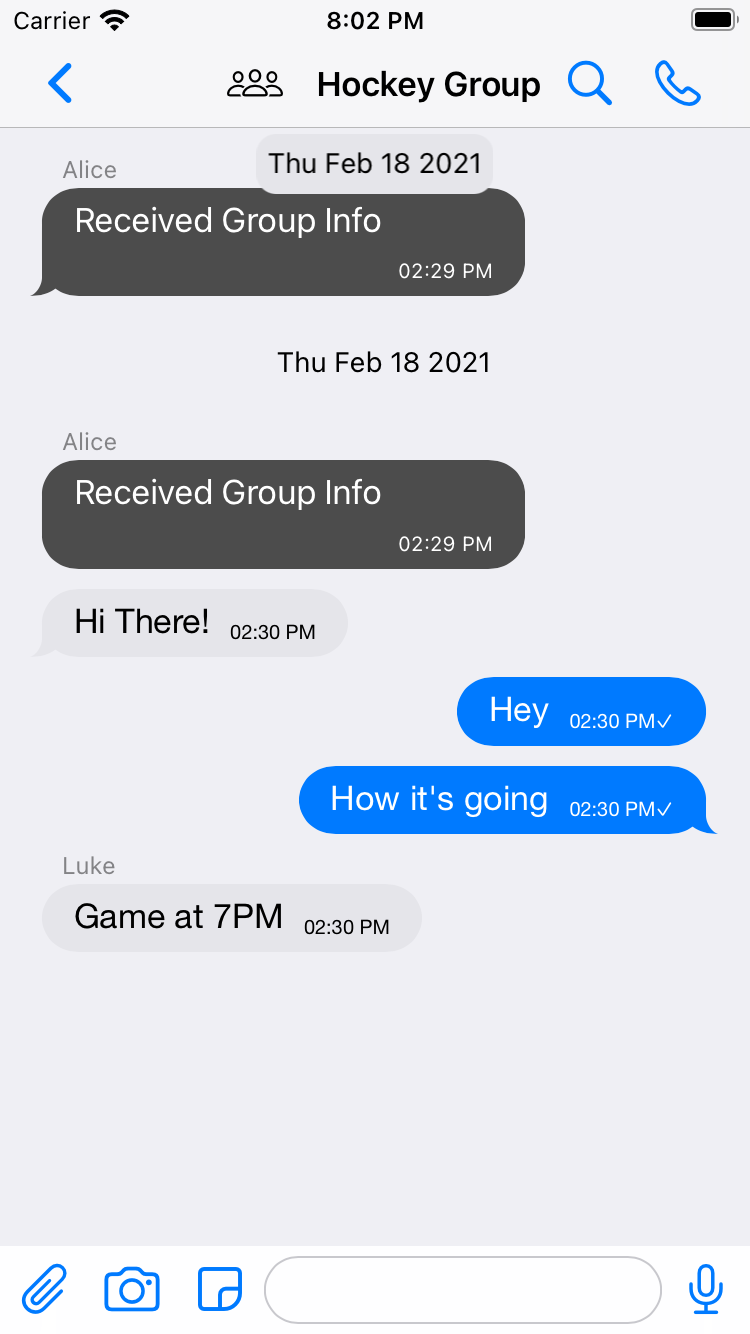 Carrier 8:02 PM
Hockey Group
Thu Feb 18 2021
Alice
Received Group Info
02:29 PM
Thu Feb 18 2021
Alice
Received Group Info
02:29 PM
Hi There! 02:30 PM
Hey 02:30 PM✓
How it's going 02:30 PM✓
Luke
Game at 7PM 02:30 PM